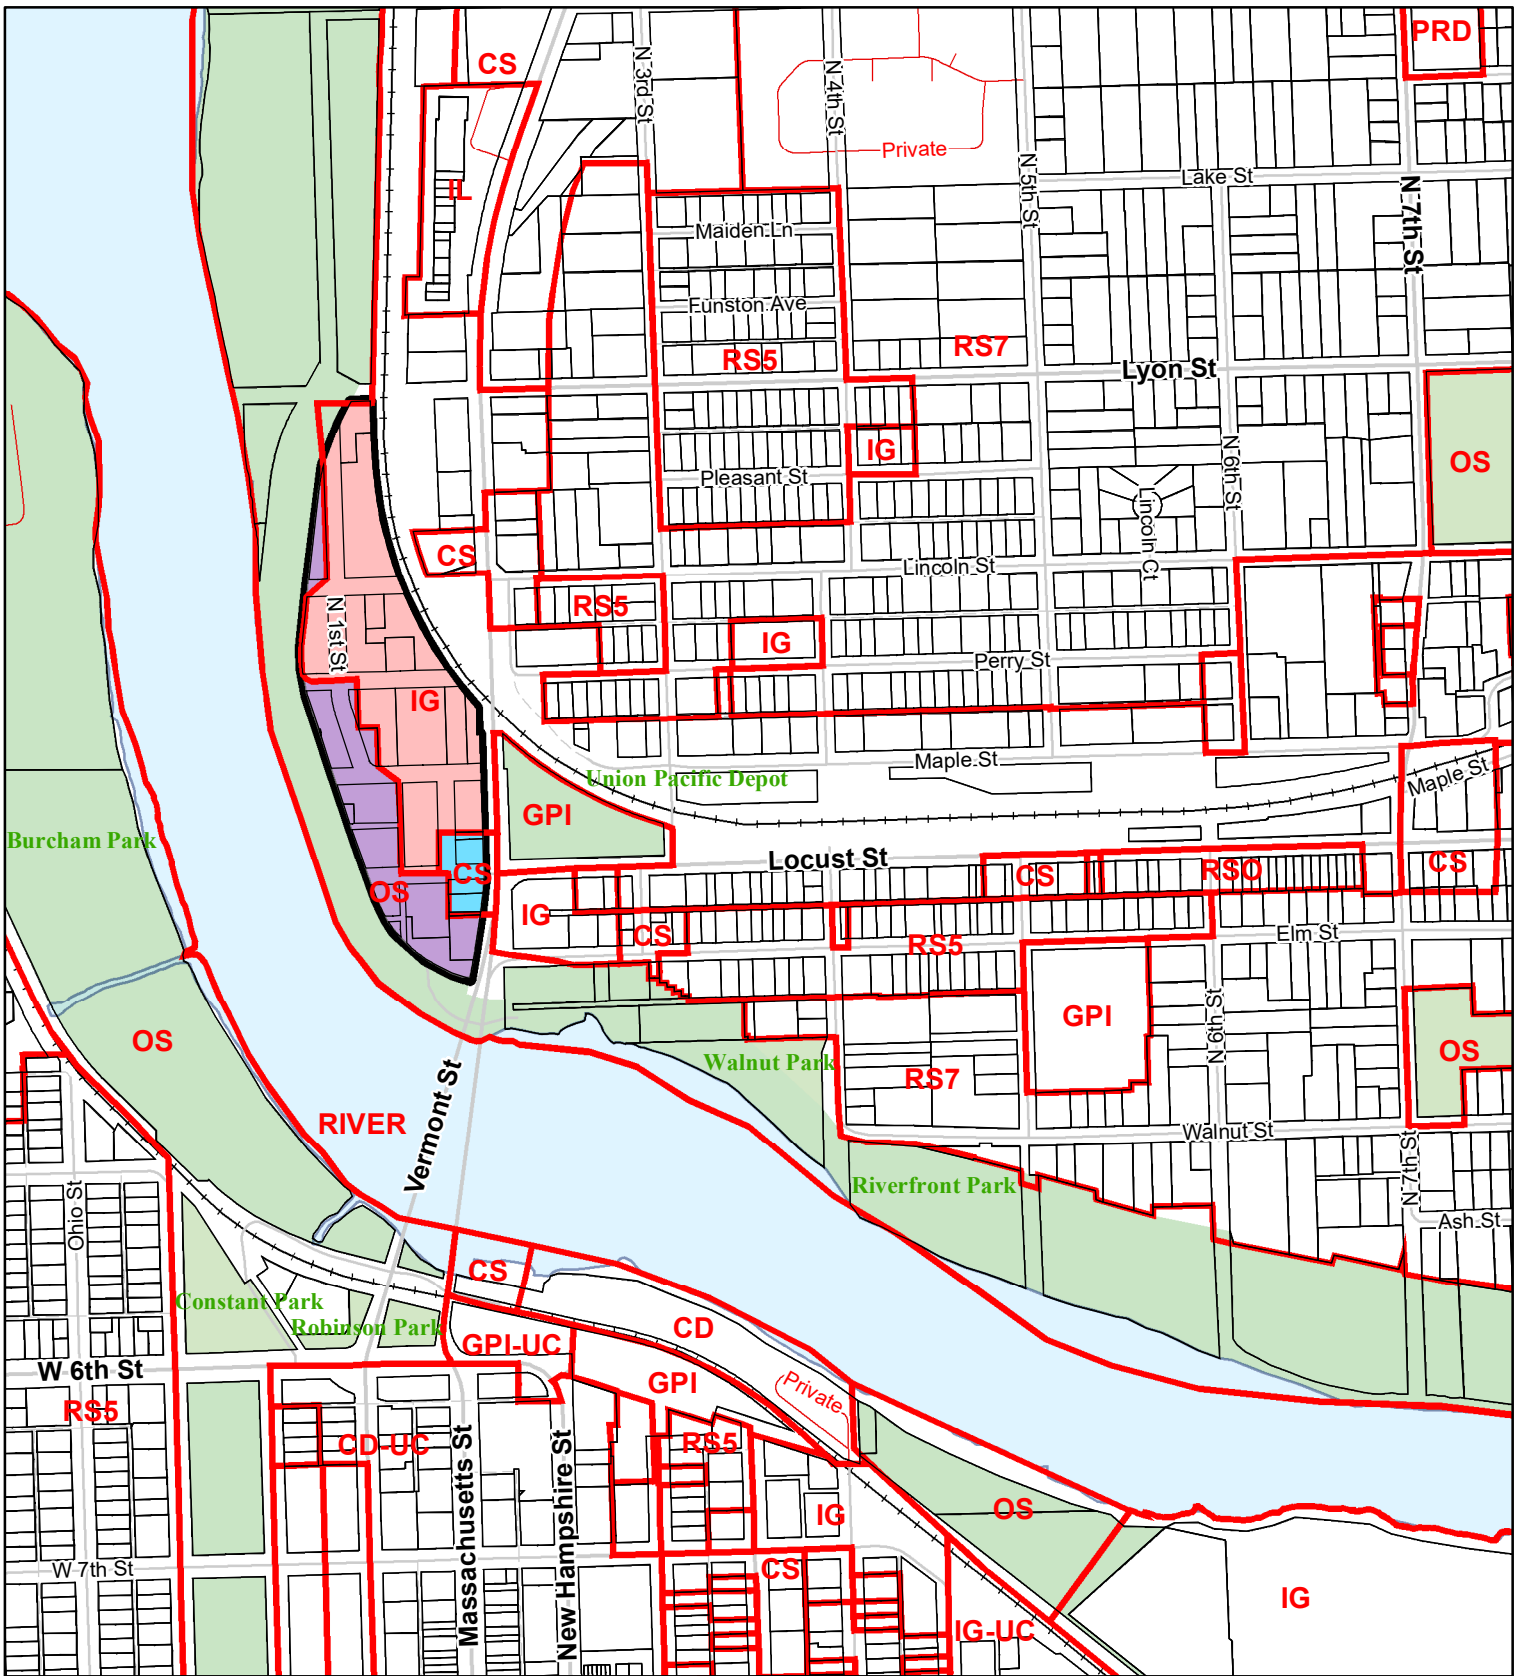 PRD
CS
N 3rd St
N 4th St
Private
N 5th St
Lake St
N 7th St
IL
Maiden Ln
Funston Ave
RS5
RS7
Lyon St
IG
N 6th St
OS
Pleasant St
Lincoln Ct
CS
Lincoln St
RS5
N 1st St
IG
Perry St
IG
Maple St
Maple St
Union Pacific Depot
GPI
Burcham Park
Locust St
CS
CS
RSO
CS
OS
IG
CS
RS5
Elm St
GPI
N 6th St
OS
OS
Walnut Park
RS7
Vermont St
RIVER
Walnut St
N 7th St
Riverfront Park
Ohio St
Ash St
CS
Constant Park
Robinson Park
CD
GPI-UC
W 6th St
GPI
Private
RS5
CD-UC
RS5
Massachusetts St
New Hampshire St
OS
IG
W 7th St
CS
IG
IG-UC